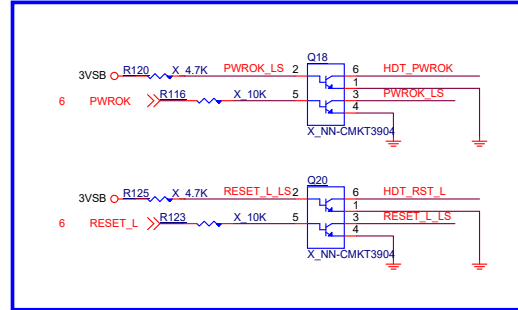 Q18
3VSB R120 X_4.7K PWROK_LS 2 6 HDT_PWROK
1
6 PWROK R116 X_10K 5 3 PWROK_LS
4
X_NN-CMKT3904
Q20
3VSB R125 X_4.7K RESET_L_LS 2 6 HDT_RST_L
1
6 RESET_L R123 X_10K 5 3 RESET_L_LS
4
X_NN-CMKT3904